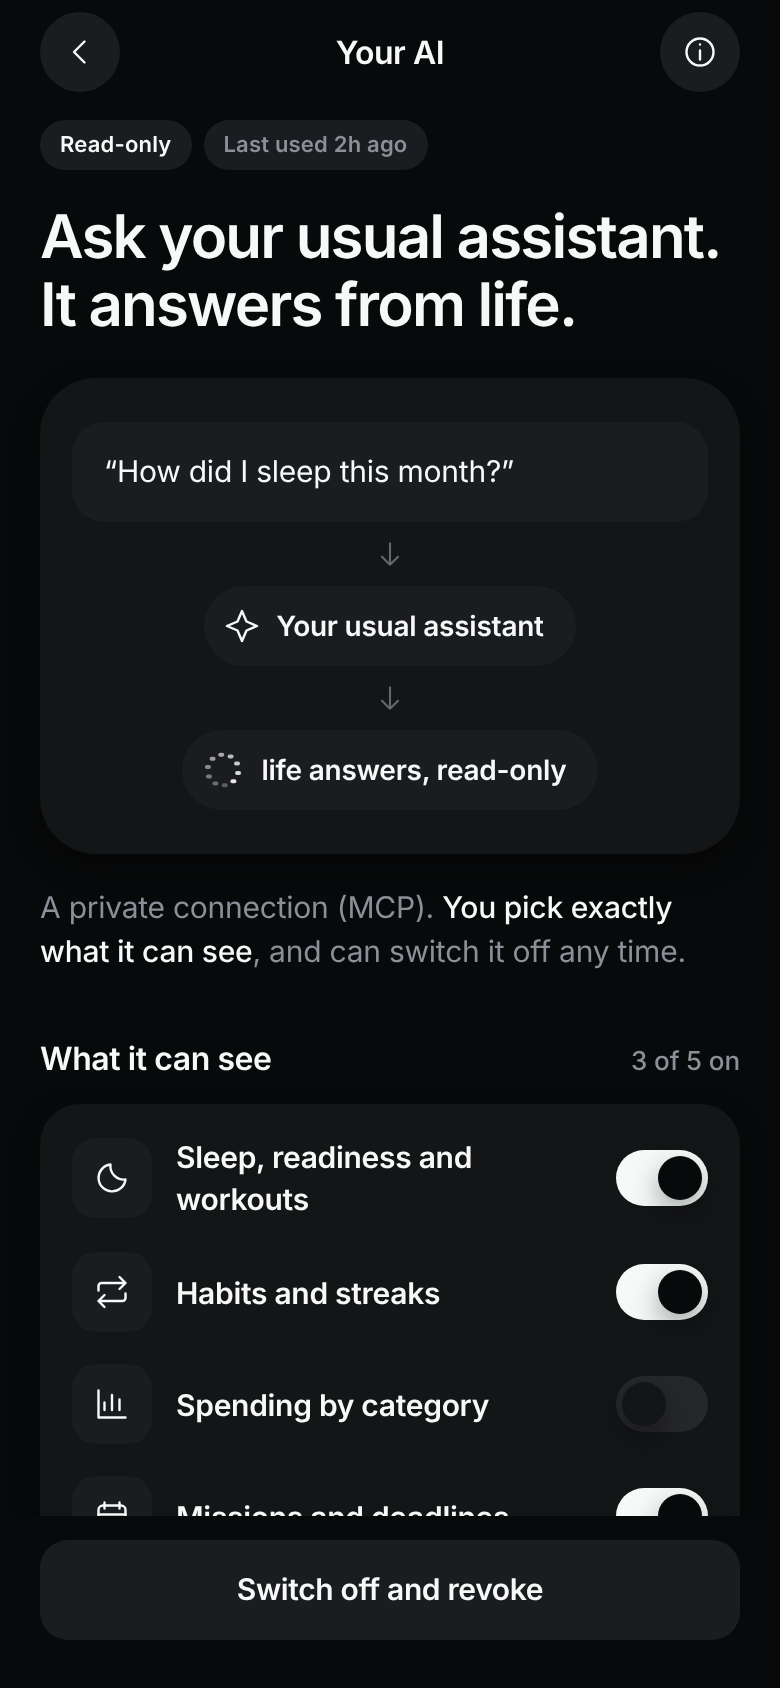 Your AI
Read-only
Last used 2h ago
Ask your usual assistant.
It answers from life.
“How did I sleep this month?”
Your usual assistant
life answers, read-only
A private connection (MCP). You pick exactly
what it can see, and can switch it off any time.
What it can see
3 of 5 on
Sleep, readiness and
workouts
Habits and streaks
Spending by category
Missions and deadlines
Switch off and revoke